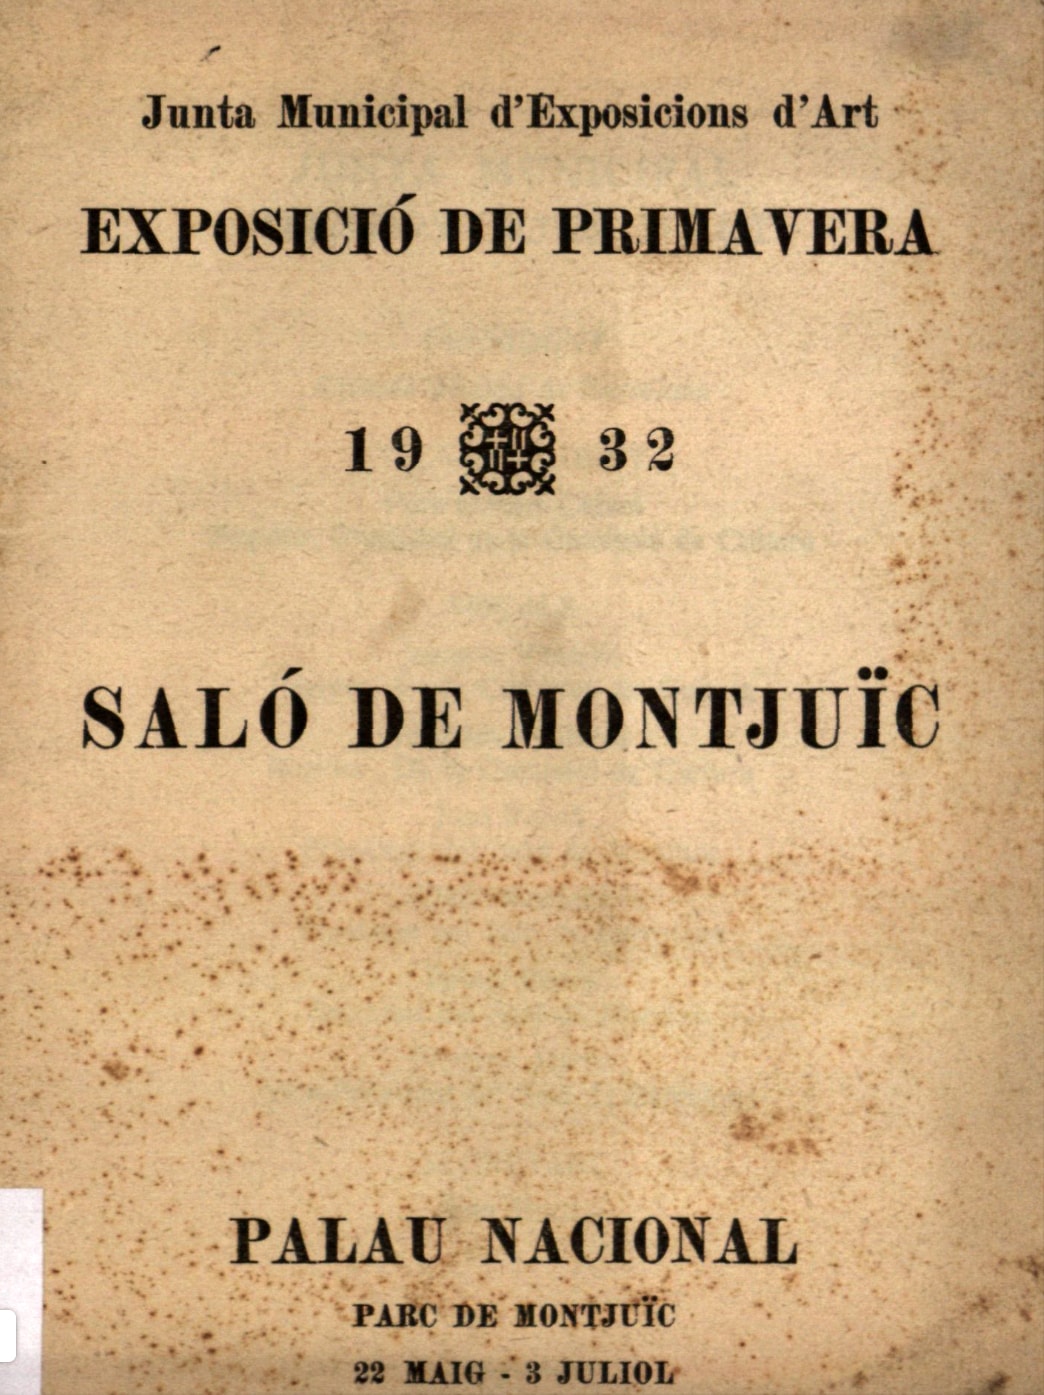 Junta Municipal d'Exposicions d'Art
EXPOSICIÓ DE PRIMAVERA
19 32
SALÓ DE MONTJUÏC
PALAU NACIONAL
PARC DE MONTJUÏC
22 MAIG - 3 JULIOL